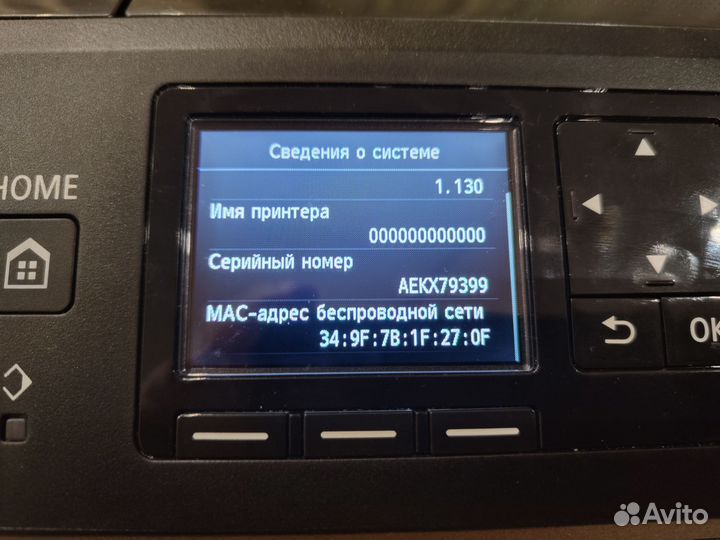 Сведения о системе
1.130
HOME
Имя принтера
000000000000
Серийный номер
AEKX79399
MAC-адрес беспроводной сети
34:9F:7B:1F:27:0F
OK
Avito